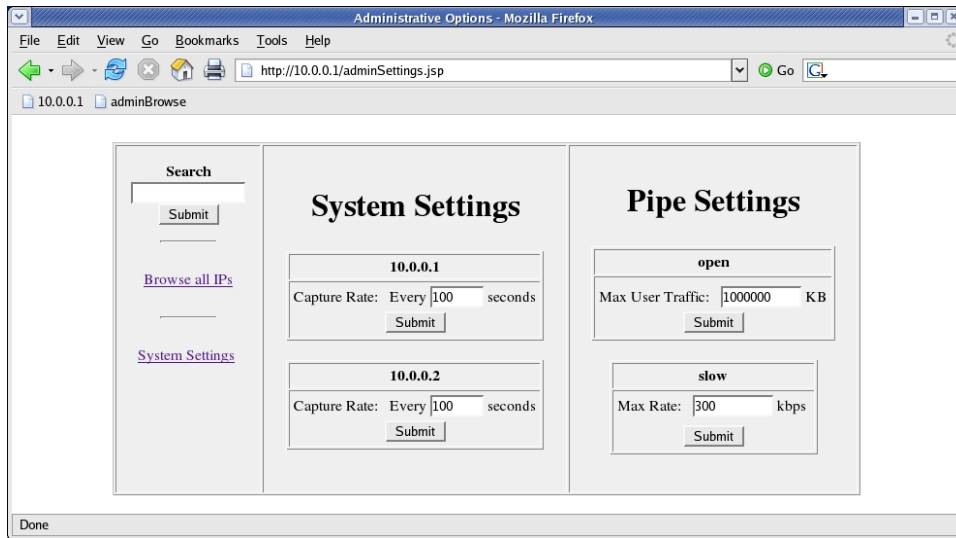 Administrative Options - Mozilla Firefox
File Edit View Go Bookmarks Tools Help
http://10.0.0.1/adminSettings.jsp Go G
10.0.0.1 adminBrowse
Search
Submit
Browse all IPs
System Settings
System Settings
10.0.0.1
Capture Rate: Every 100 seconds
Submit
10.0.0.2
Capture Rate: Every 100 seconds
Submit
Pipe Settings
open
Max User Traffic: 1000000 KB
Submit
slow
Max Rate: 300 kbps
Submit
Done